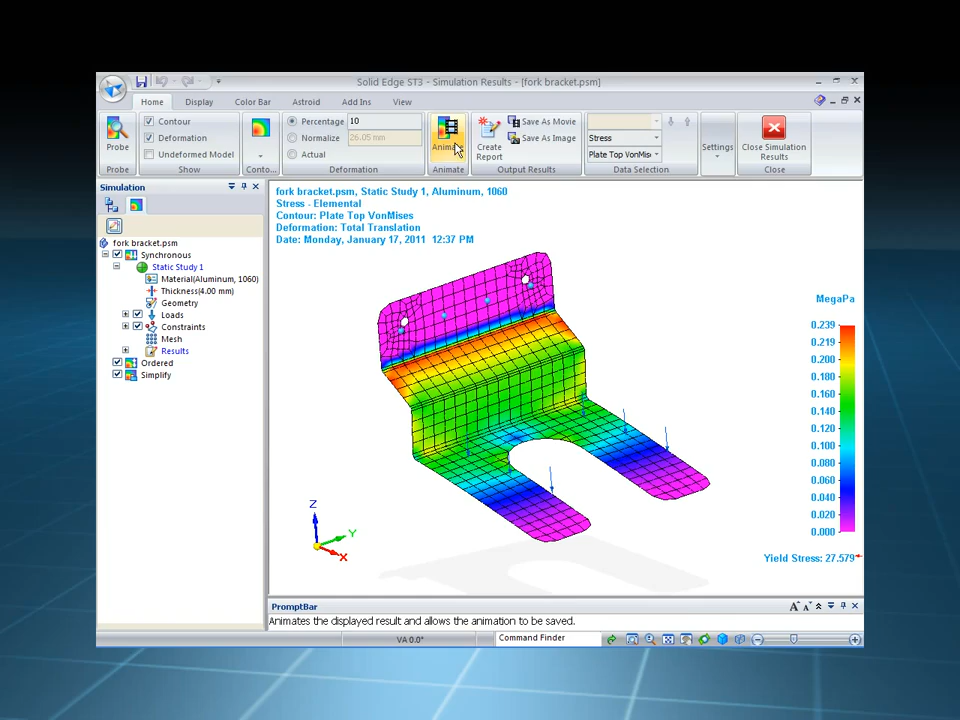 Solid Edge ST3 - Simulation Results - [fork bracket.psm]
Home Display Color Bar Astroid Add Ins View
Probe
Probe
Contour
Deformation
Undeformed Model
Show
Conto...
Percentage 10
Normalize 26.05 mm
Actual
Deformation
Animate
Create
Report
Save As Movie
Save As Image
Output Results
Stress
Plate Top VonMis
Data Selection
Settings
Close Simulation
Results
Close
Simulation
fork bracket.psm
Synchronous
Static Study 1
Material(Aluminum, 1060)
Thickness(4.00 mm)
Geometry
Loads
Constraints
Mesh
Results
Ordered
Simplify
fork bracket.psm, Static Study 1, Aluminum, 1060
Stress - Elemental
Contour: Plate Top VonMises
Deformation: Total Translation
Date: Monday, January 17, 2011 12:37 PM
MegaPa
0.239
0.219
0.200
0.180
0.160
0.140
0.120
0.100
0.080
0.060
0.040
0.020
0.000
Yield Stress: 27.579
Z
Y
X
PromptBar
Animates the displayed result and allows the animation to be saved.
VA 0.0*
Command Finder